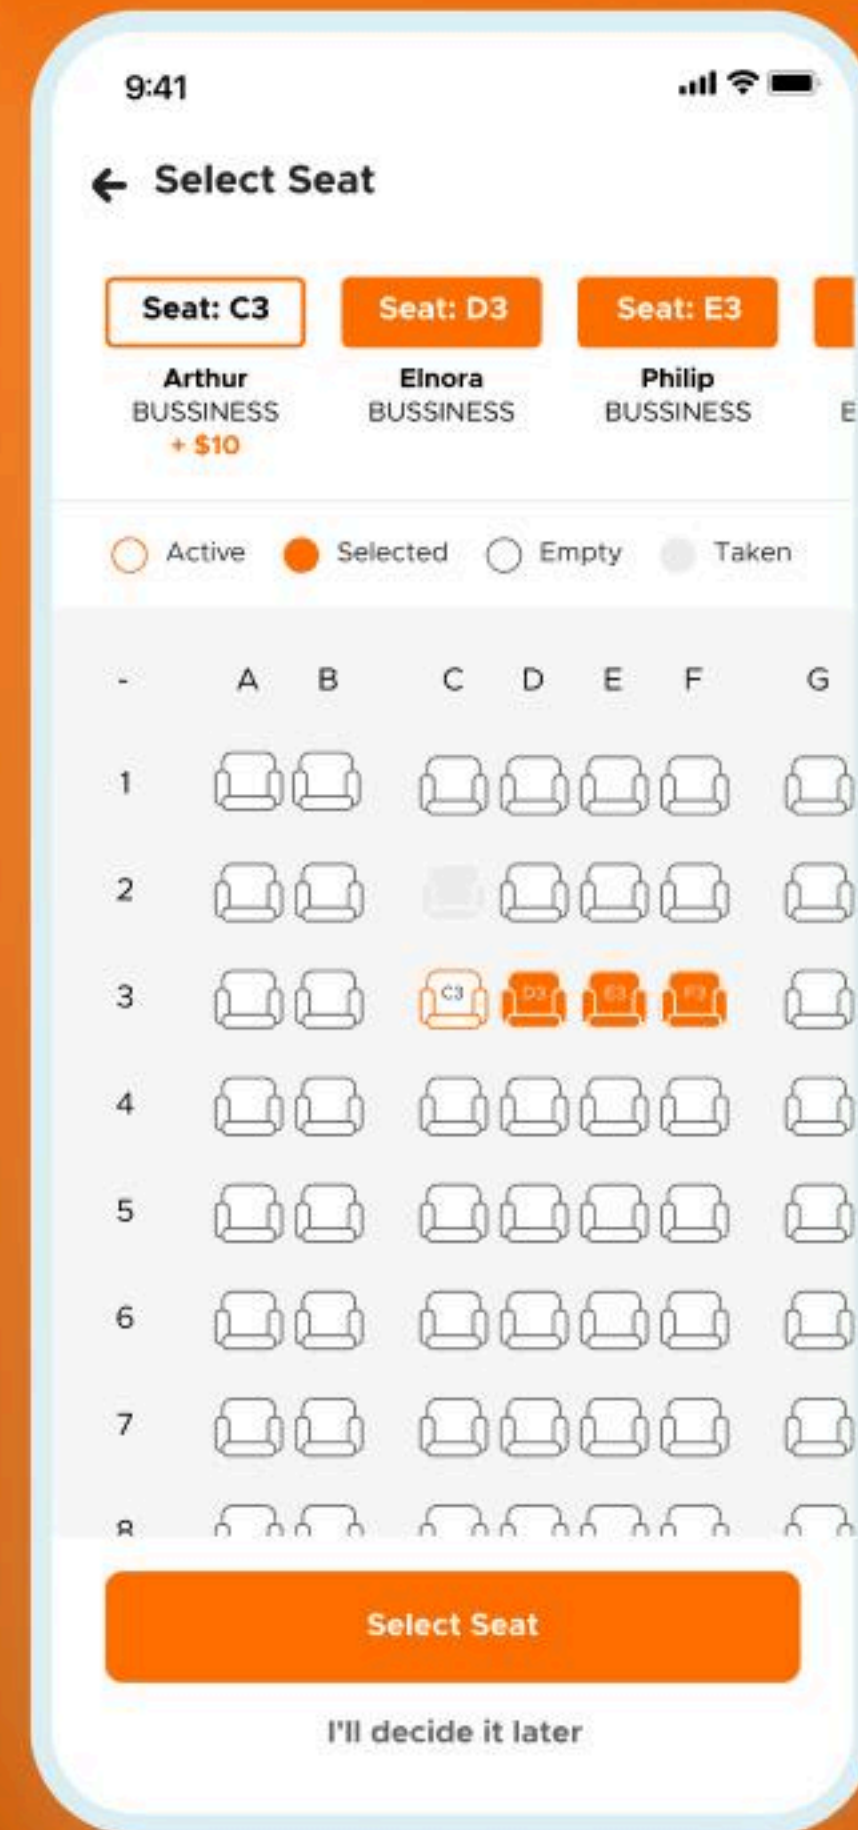 9:41
Select Seat
Seat: C3 Seat: D3 Seat: E3
Arthur Elnora Philip
BUSSINESS BUSSINESS BUSSINESS
+ $10
Active Selected Empty Taken
- A B C D E F G
1
2
3 C3 D3 E3 F3
4
5
6
7
8
Select Seat
I'll decide it later